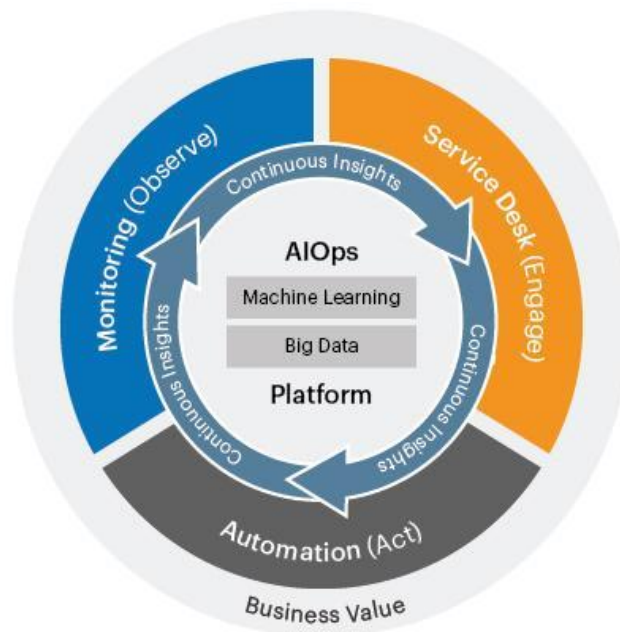 Monitoring (Observe)
Service Desk (Engage)
Continuous Insights
Continuous Insights
Continuous Insights
AIOps
Machine Learning
Big Data
Platform
Automation (Act)
Business Value